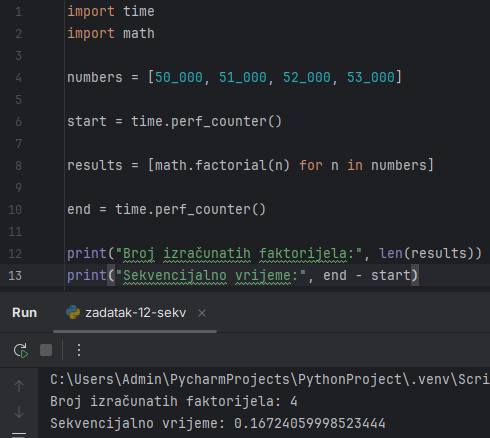 1 import time
2 import math
3
4 numbers = [50_000, 51_000, 52_000, 53_000]
5
6 start = time.perf_counter()
7
8 results = [math.factorial(n) for n in numbers]
9
10 end = time.perf_counter()
11
12 print("Broj izračunatih faktorijela:", len(results))
13 print("Sekvencijalno vrijeme:", end - start)
Run zadatak-12-sekv
C:\Users\Admin\PycharmProjects\PythonProject\.venv\Scri
Broj izračunatih faktorijela: 4
Sekvencijalno vrijeme: 0.16724059998523444